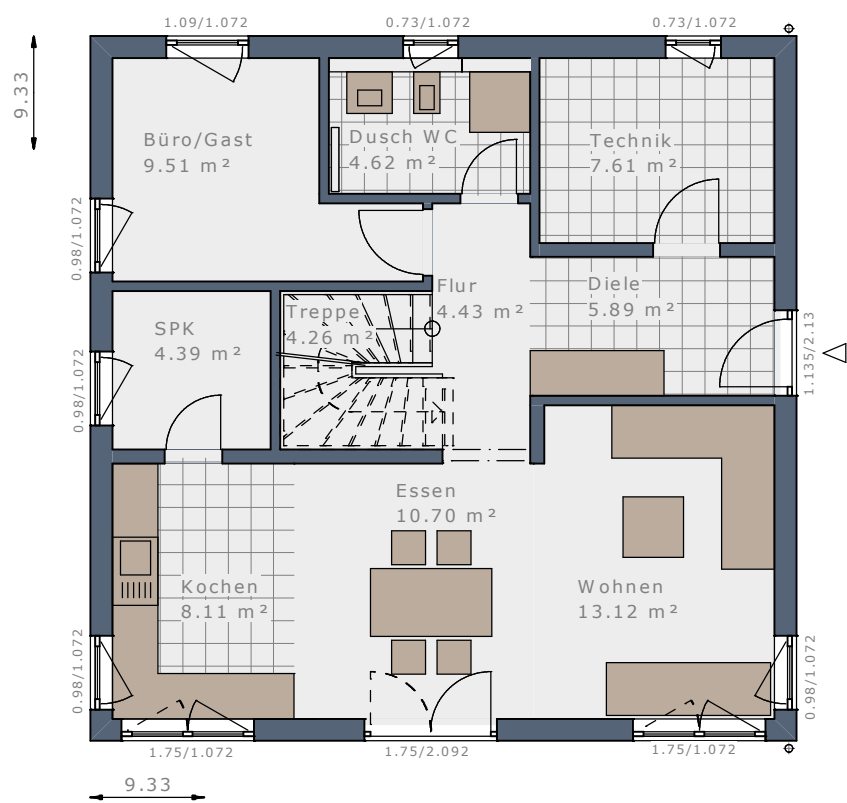 1.09/1.072
0.73/1.072
0.73/1.072
9.33
Büro/Gast
9.51 m²
Dusch WC
4.62 m²
Technik
7.61 m²
0.98/1.072
Flur
4.43 m²
Diele
5.89 m²
Treppe
4.26 m²
SPK
4.39 m²
0.98/1.072
1.135/2.13
Essen
10.70 m²
Kochen
8.11 m²
Wohnen
13.12 m²
0.98/1.072
0.98/1.072
1.75/1.072
1.75/2.092
1.75/1.072
9.33